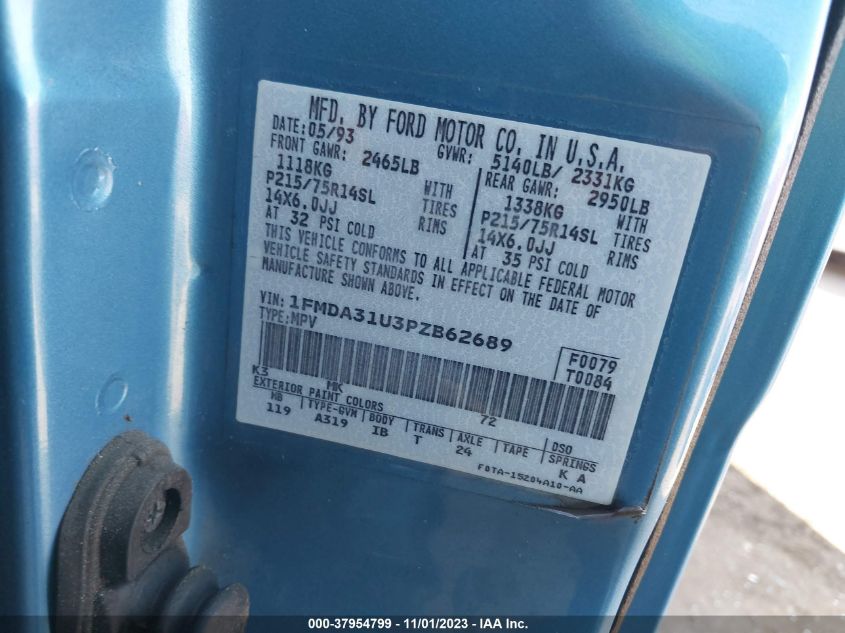 MFD. BY FORD MOTOR CO. IN U.S.A.
DATE: 05/93 GVWR: 5140LB/ 2331KG
FRONT GAWR: 2465LB REAR GAWR: 2950LB
1118KG WITH 1338KG WITH
P215/75R14SL TIRES P215/75R14SL TIRES
14X6.0JJ RIMS 14X6.0JJ RIMS
AT 32 PSI COLD AT 35 PSI COLD
THIS VEHICLE CONFORMS TO ALL APPLICABLE FEDERAL MOTOR
VEHICLE SAFETY STANDARDS IN EFFECT ON THE DATE OF
MANUFACTURE SHOWN ABOVE.
VIN: 1FMDA31U3PZB62689
TYPE: MPV
F0079
T0084
K3 MK 72
EXTERIOR PAINT COLORS DSO
WB TYPE-GVW BODY TRANS AXLE TAPE SPRINGS
119 A319 IB T 24 K A
F0TA-15204A10-AA
000-37954799 - 11/01/2023 - IAA Inc.